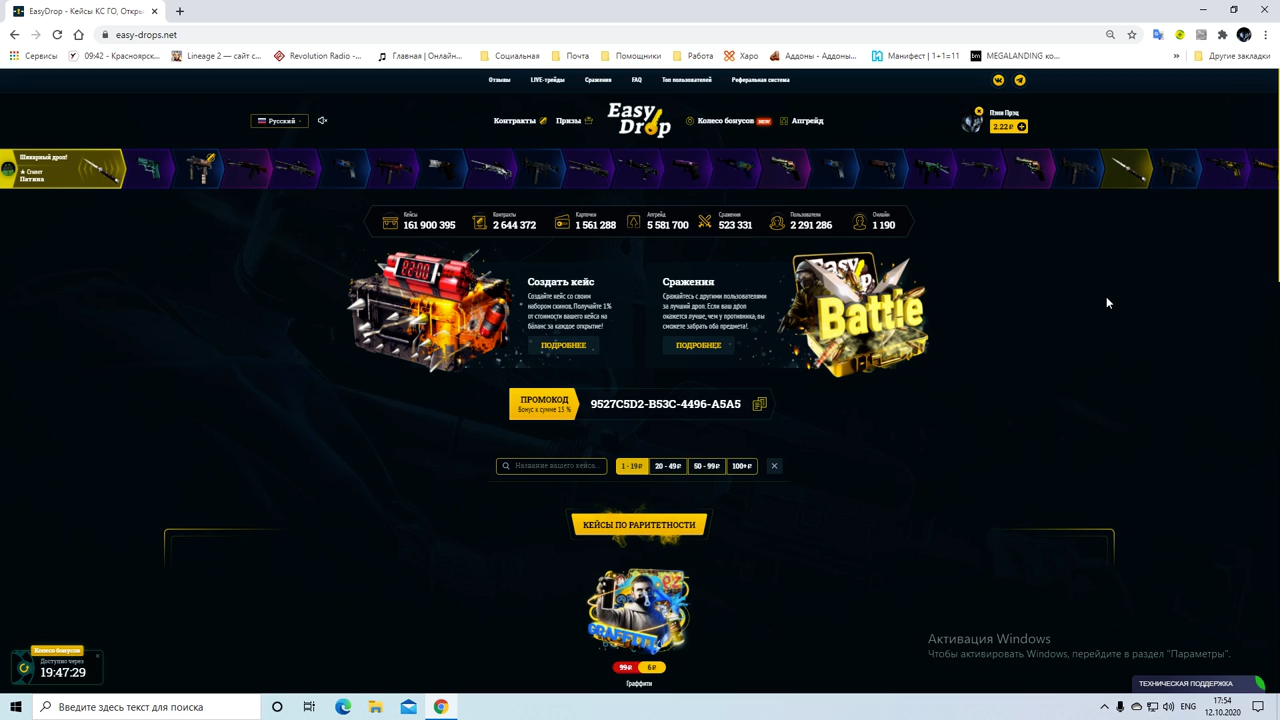 EasyDrop - Кейсы КС ГО, Откры
easy-drops.net
Сервисы
09:42 - Красноярск...
Lineage 2 — сайт с...
Revolution Radio -...
Главная | Онлайн...
Социальная
Почта
Помощники
Работа
Харо
Аддоны - Аддоны...
Манифест | 1+1=11
MEGALANDING ко...
Другие закладки
Отзывы LIVE-трейды Сражения FAQ Топ пользователей Реферальная система
Русский
Контракты Призы
Easy Drop
Колесо бонусов NEW Апгрейд
Пэни Прэц
2.22 ₽
Шикарный дроп!
★ Стилет
Патина
Кейсы
161 900 395
Контракты
2 644 372
Карточки
1 561 288
Апгрейд
5 581 700
Сражения
523 331
Пользователи
2 291 286
Онлайн
1 190
Создать кейс
Создайте кейс со своим
набором скинов. Получайте 1%
от стоимости вашего кейса на
баланс за каждое открытие!
ПОДРОБНЕЕ
Сражения
Сражайтесь с другими пользователями
за лучший дроп. Если ваш дроп
окажется лучше, чем у противника, вы
сможете забрать оба предмета!.
ПОДРОБНЕЕ
Battle
ПРОМОКОД
Бонус к сумме 15 %
9527C5D2-B53C-4496-A5A5
Название вашего кейса...
1 - 19₽ 20 - 49₽ 50 - 99₽ 100+₽
КЕЙСЫ ПО РАРИТЕТНОСТИ
EZ
GRAFFITI
99₽ 6₽
Граффити
Колесо бонусов
Доступно через
19:47:29
Активация Windows
Чтобы активировать Windows, перейдите в раздел "Параметры".
ТЕХНИЧЕСКАЯ ПОДДЕРЖКА
Введите здесь текст для поиска
ENG
17:54
12.10.2020